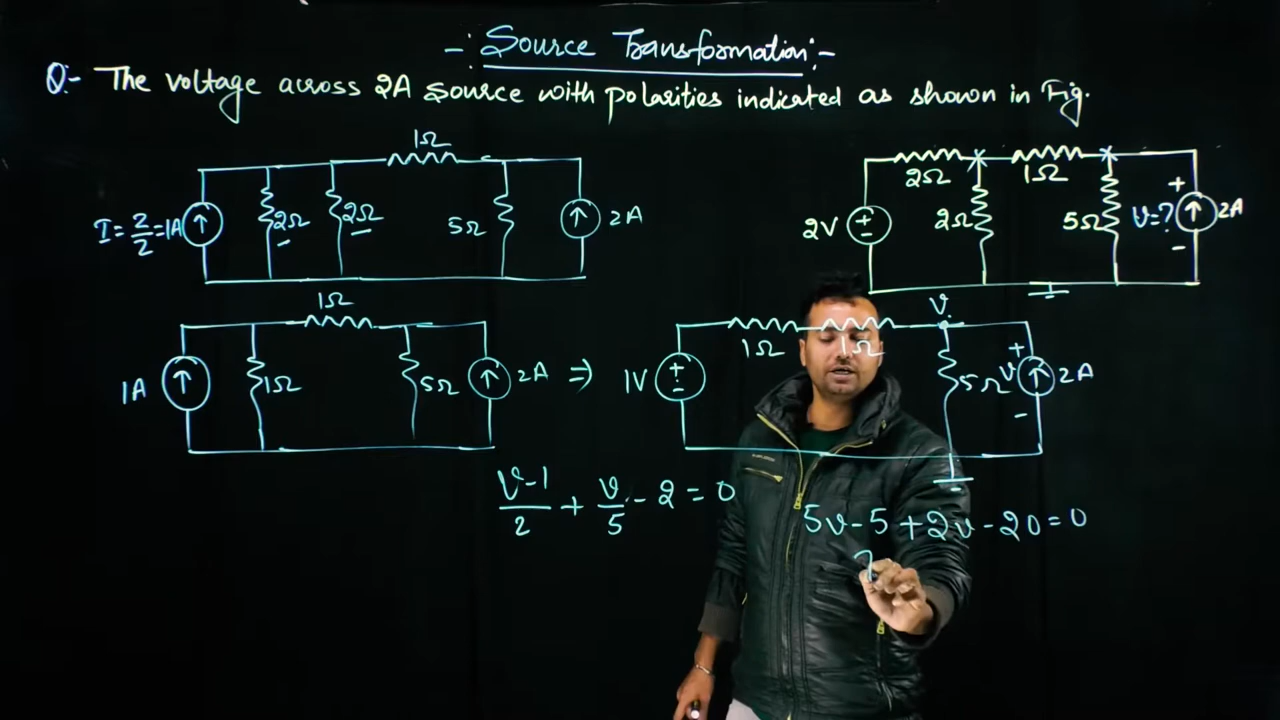 -: Source Transformation:-
Q:- The voltage across 2A source with polarities indicated as shown in Fig.
1Ω
I = 2/2 = 1A 2Ω 2Ω 5Ω 2A
2Ω 1Ω
2V + - 2Ω 5Ω V=? + - 2A
1Ω
1A 1Ω 5Ω 2A ⇒
V
1Ω 1Ω
1V + - 5Ω V + - 2A
V-1/2 + V/5 - 2 = 0
5V - 5 + 2V - 20 = 0
7